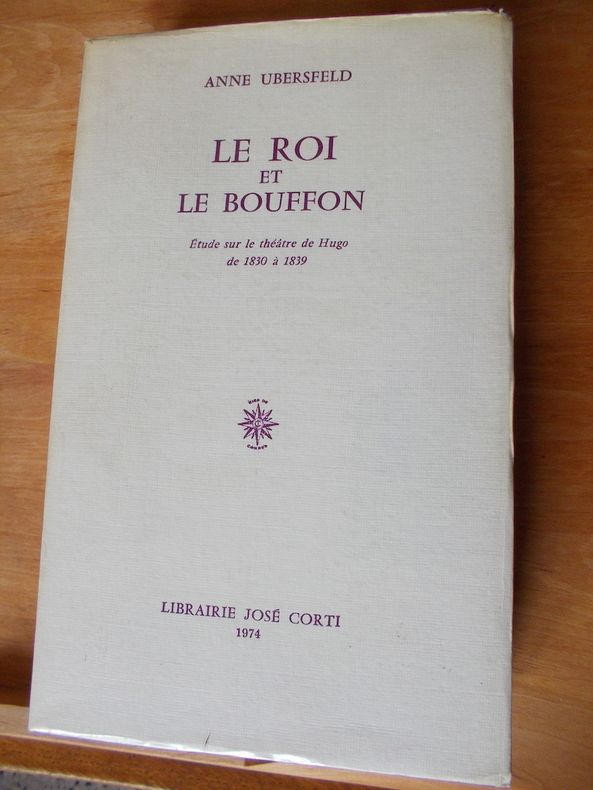 ANNE UBERSFELD
LE ROI
ET
LE BOUFFON
Étude sur le théâtre de Hugo
de 1830 à 1839
LIBRAIRIE JOSÉ CORTI
1974